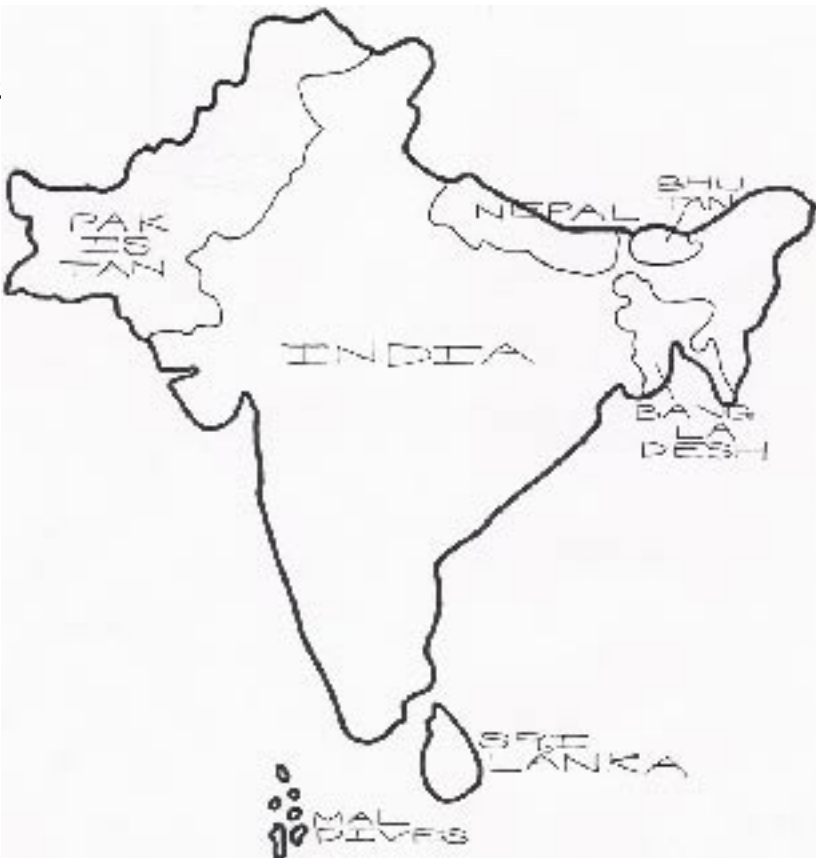 PAK
IS
TAN
NEPAL
BHU
TAN
INDIA
BANG
LA
DESH
SRI
LANKA
MAL
DIVES